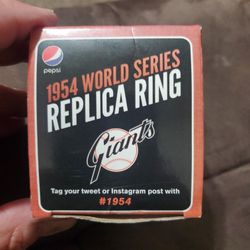 pepsi
1954 WORLD SERIES
REPLICA RING
Giants
Tag your tweet or Instagram post with
#1954